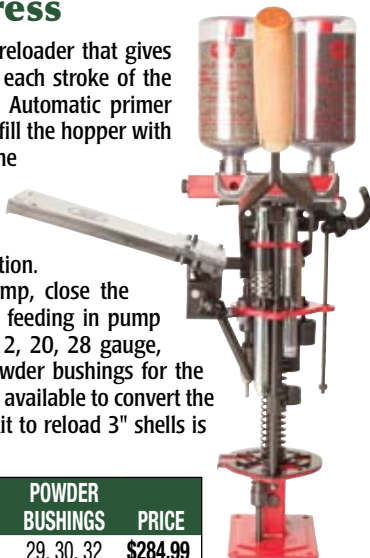 ress
reloader that gives
each stroke of the
Automatic primer
fill the hopper with
ne
tion.
mp, close the
feeding in pump
2, 20, 28 gauge,
wder bushings for the
available to convert the
it to reload 3" shells is
POWDER
BUSHINGS PRICE
29, 30, 32 $284.99